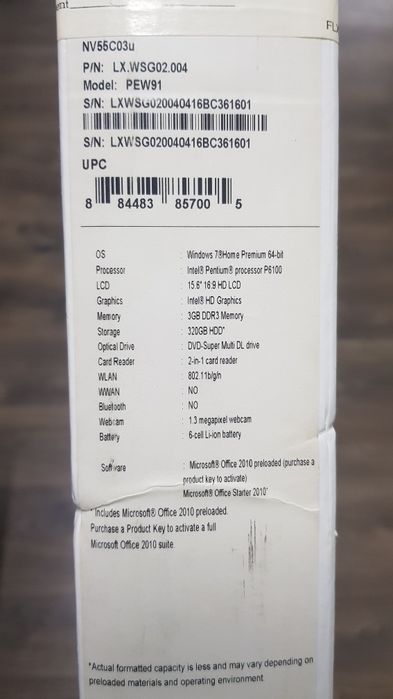 ent
FU
NV55C03u
P/N: LX.WSG02.004
Model: PEW91
S/N: LXWSG020040416BC361601
S/N: LXWSG020040416BC361601
UPC
8 84483 85700 5
OS : Windows 7®Home Premium 64-bit
Processor : Intel® Pentium® processor P6100
LCD : 15.6" 16:9 HD LCD
Graphics : Intel® HD Graphics
Memory : 3GB DDR3 Memory
Storage : 320GB HDD*
Optical Drive : DVD-Super Multi DL drive
Card Reader : 2-in-1 card reader
WLAN : 802.11b/g/n
WWAN : NO
Bluetooth : NO
Webcam : 1.3 megapixel webcam
Battery : 6-cell Li-ion battery
Software : Microsoft® Office 2010 preloaded (purchase a
product key to activate)
Microsoft® Office Starter 2010*
*Includes Microsoft® Office 2010 preloaded.
Purchase a Product Key to activate a full
Microsoft Office 2010 suite.
*Actual formatted capacity is less and may vary depending on
preloaded materials and operating environment